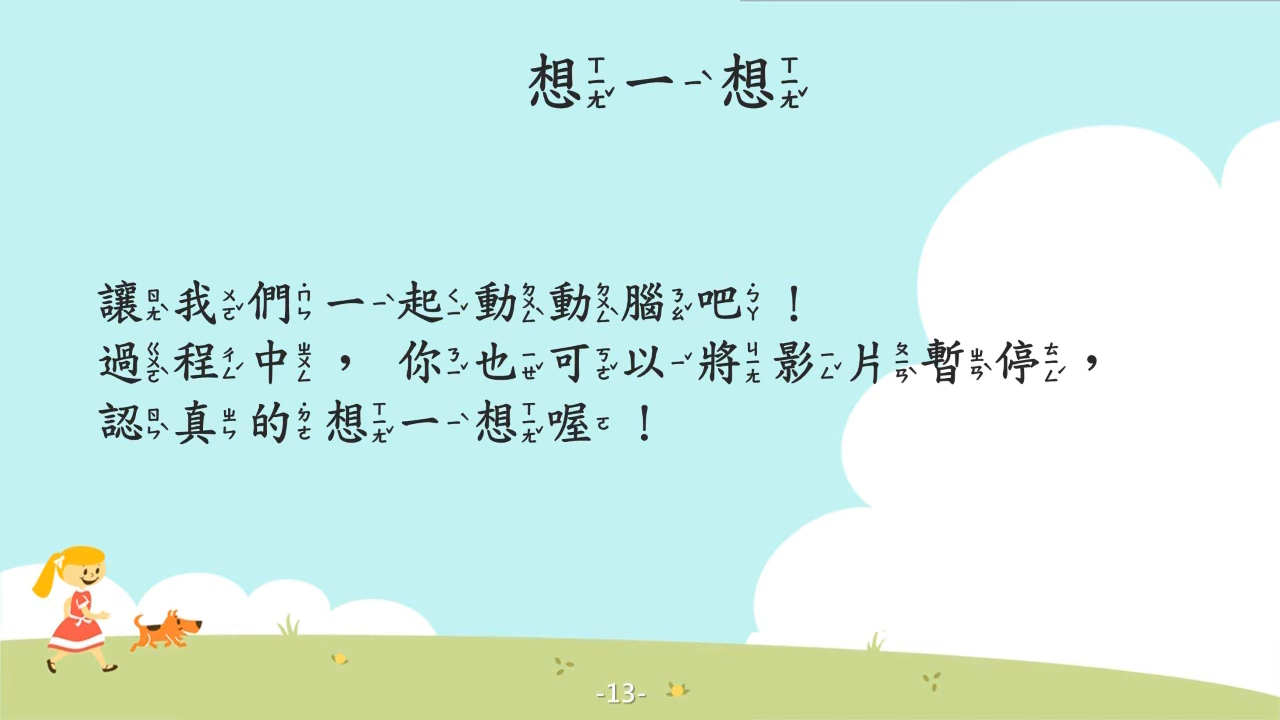 想一想
讓我們一起動動腦吧！
過程中，你也可以將影片暫停，
認真的想一想喔！
-13-